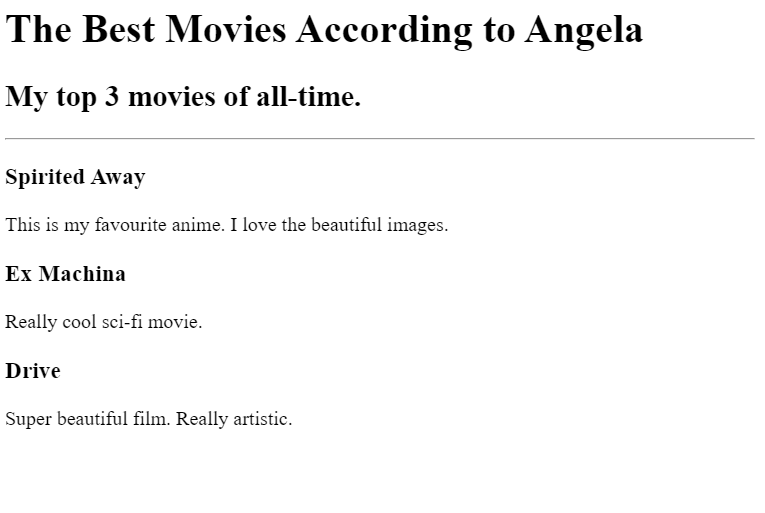 The Best Movies According to Angela
My top 3 movies of all-time.
Spirited Away
This is my favourite anime. I love the beautiful images.
Ex Machina
Really cool sci-fi movie.
Drive
Super beautiful film. Really artistic.